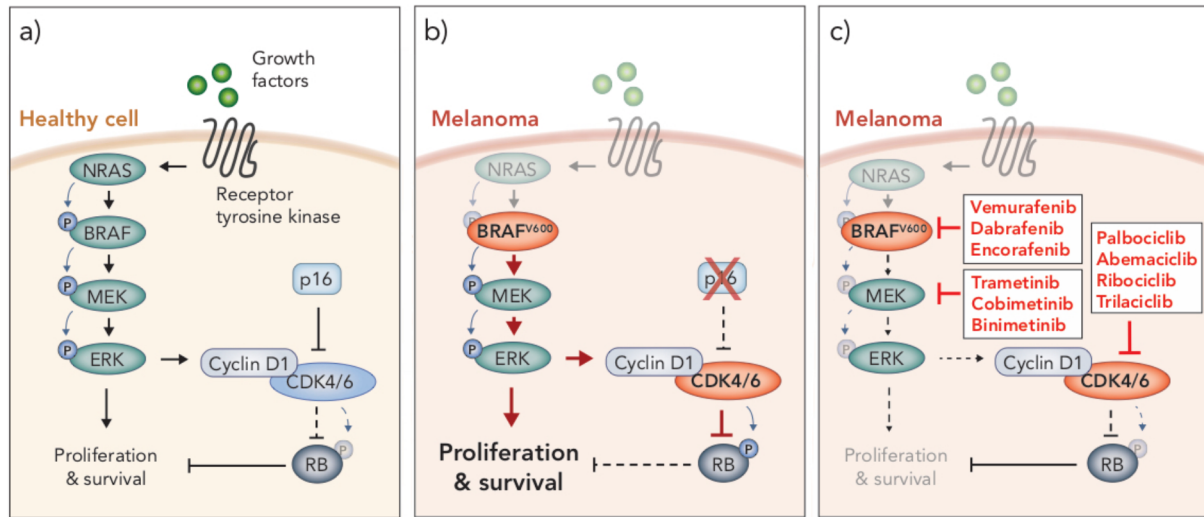 a)
Growth
factors
Healthy cell
NRAS
Receptor
tyrosine kinase
P
BRAF
p16
P
MEK
P
ERK
Cyclin D1
CDK4/6
Proliferation
& survival
P
RB
b)
Melanoma
NRAS
P
BRAFV600
p16
P
MEK
P
ERK
Cyclin D1
CDK4/6
Proliferation
& survival
P
RB
c)
Melanoma
NRAS
P
BRAFV600
Vemurafenib
Dabrafenib
Encorafenib
Palbociclib
Abemaciclib
Ribociclib
Trilaciclib
P
MEK
Trametinib
Cobimetinib
Binimetinib
P
ERK
Cyclin D1
CDK4/6
Proliferation
& survival
P
RB